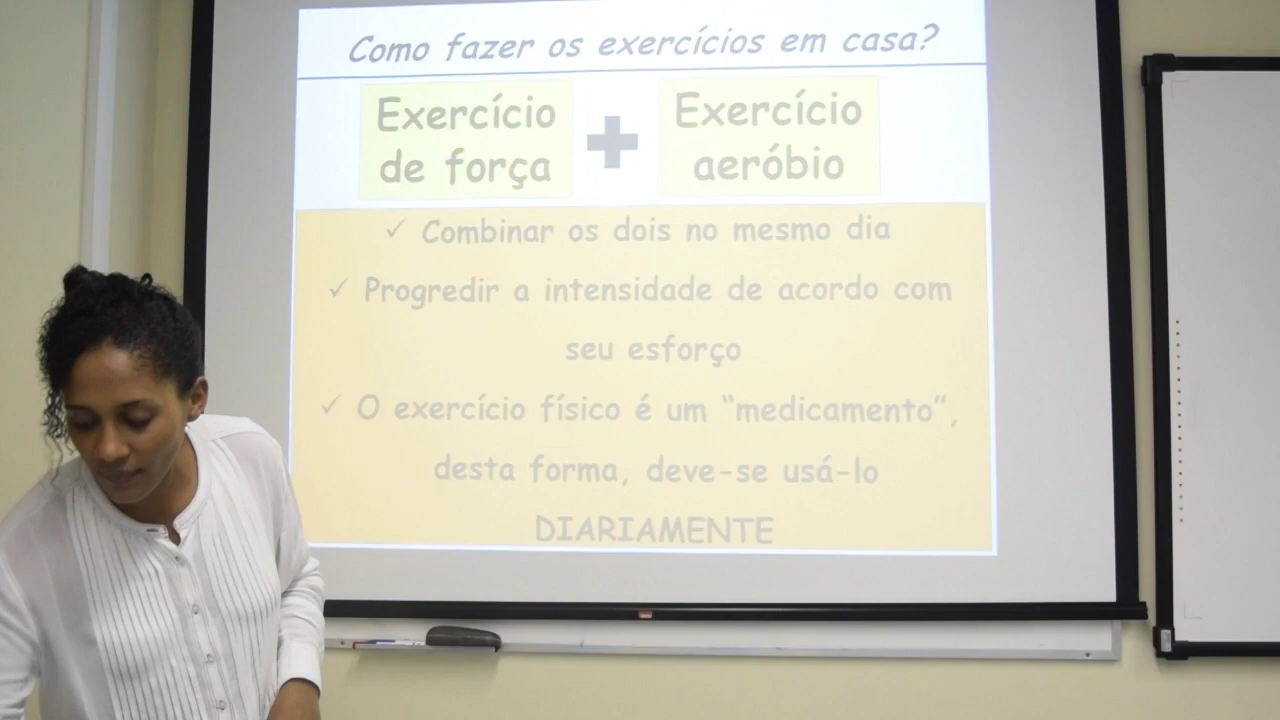 Como fazer os exercícios em casa?
Exercício
de força
+
Exercício
aeróbio
✓ Combinar os dois no mesmo dia
✓ Progredir a intensidade de acordo com
seu esforço
✓ O exercício físico é um “medicamento”,
desta forma, deve-se usá-lo
DIARIAMENTE